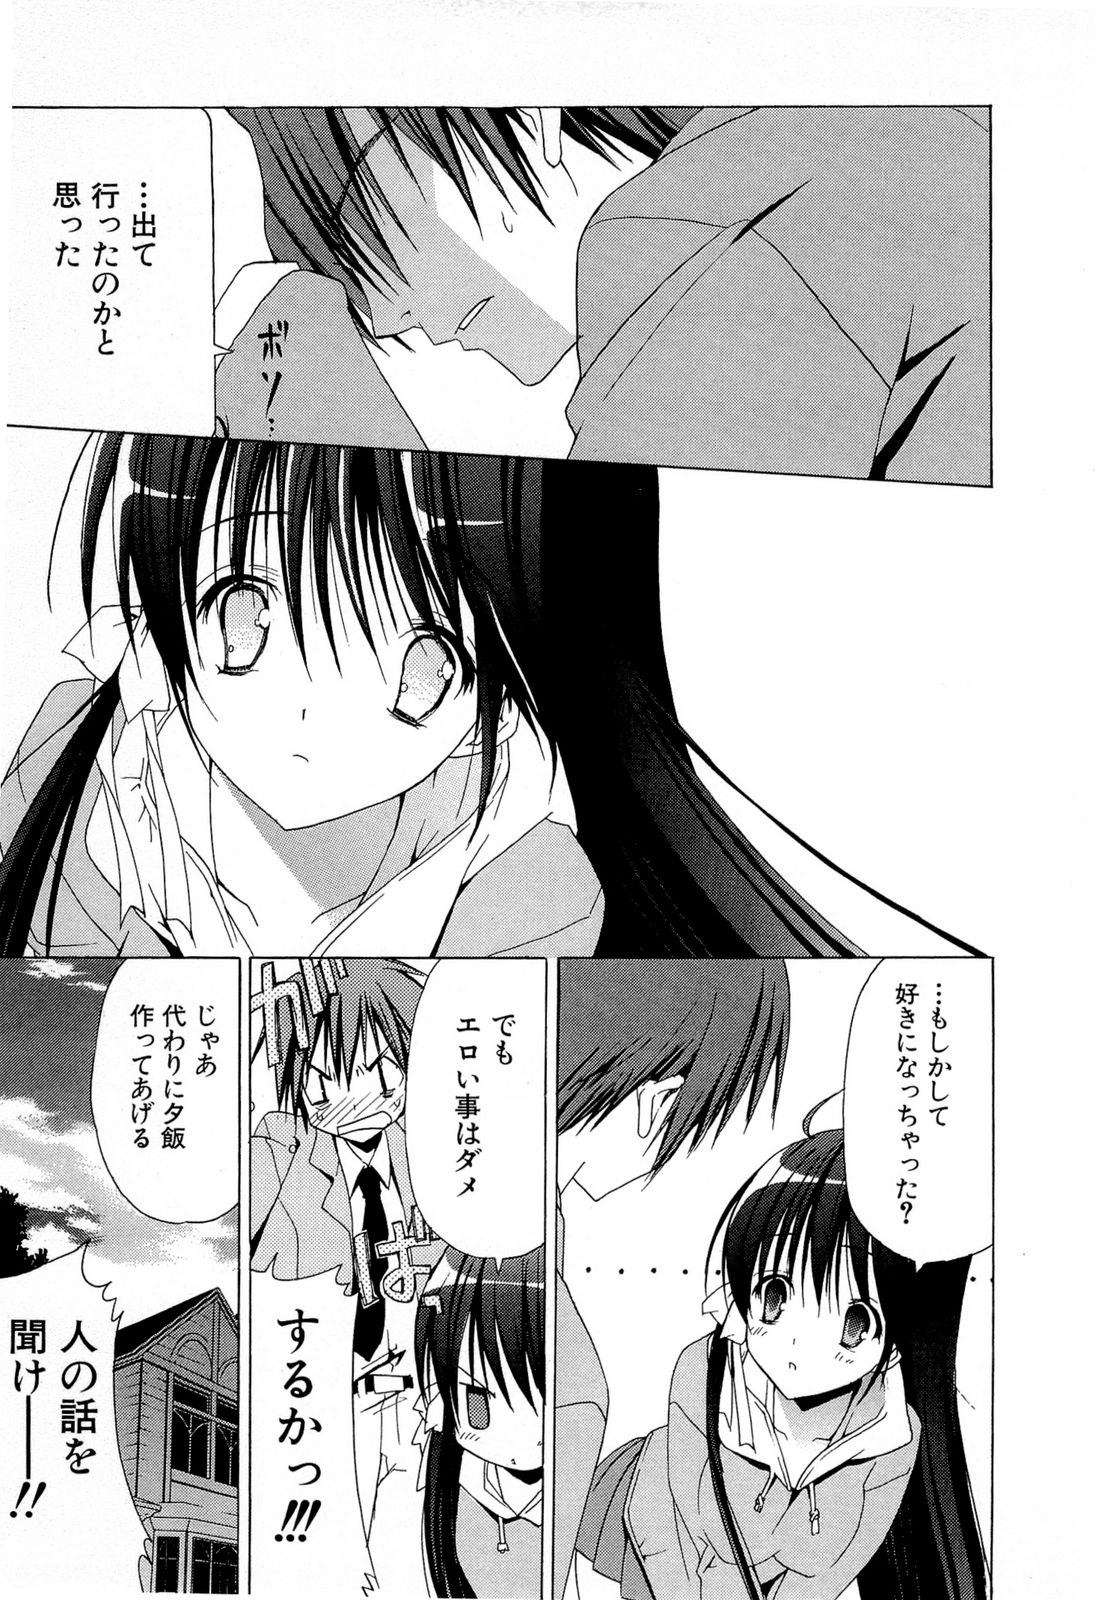 …出て
行ったのかと
思った
ボソ…
…もしかして
好きになっちゃった？
でも
エロい事はダメ
ガ
ばっ
するかっ!!!
じゃあ
代わりに夕飯
作ってあげる
人の話を
聞け──!!